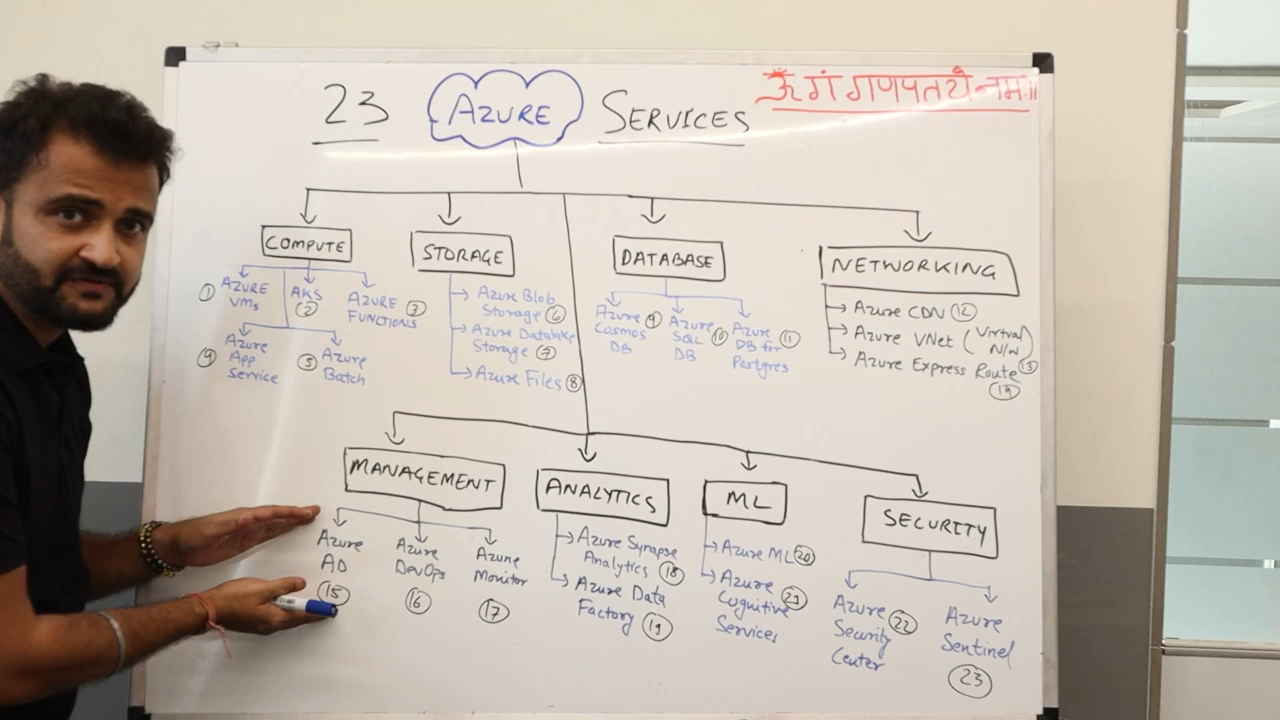 23 AZURE SERVICES
ॐ गं गणपतये नमः॥
COMPUTE
① AZURE VMs
AKS ②
AZURE FUNCTIONS ③
④ Azure App Service
⑤ Azure Batch
STORAGE
Azure Blob Storage ⑥
Azure Datalake Storage ⑦
Azure Files ⑧
DATABASE
Azure Cosmos DB ⑨
Azure SQL DB ⑩
Azure DB for Postgres ⑪
NETWORKING
Azure CDN ⑫
Azure VNet (Virtual N/w) ⑬
Azure Express Route ⑭
MANAGEMENT
Azure AD ⑮
Azure DevOps ⑯
Azure Monitor ⑰
ANALYTICS
Azure Synapse Analytics ⑱
Azure Data Factory ⑲
ML
Azure ML ⑳
Azure Cognitive Services ㉑
SECURITY
Azure Security Center ㉒
Azure Sentinel ㉓